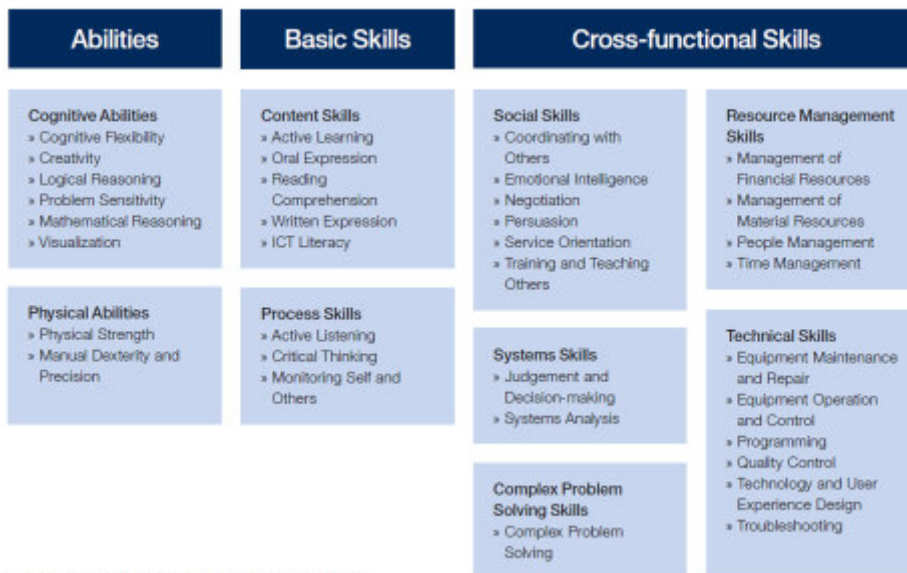 Abilities
Cognitive Abilities
» Cognitive Flexibility
» Creativity
» Logical Reasoning
» Problem Sensitivity
» Mathematical Reasoning
» Visualization
Physical Abilities
» Physical Strength
» Manual Dexterity and
Precision
Basic Skills
Content Skills
» Active Learning
» Oral Expression
» Reading
Comprehension
» Written Expression
» ICT Literacy
Process Skills
» Active Listening
» Critical Thinking
» Monitoring Self and
Others
Cross-functional Skills
Social Skills
» Coordinating with
Others
» Emotional Intelligence
» Negotiation
» Persuasion
» Service Orientation
» Training and Teaching
Others
Systems Skills
» Judgement and
Decision-making
» Systems Analysis
Complex Problem
Solving Skills
» Complex Problem
Solving
Resource Management
Skills
» Management of
Financial Resources
» Management of
Material Resources
» People Management
» Time Management
Technical Skills
» Equipment Maintenance
and Repair
» Equipment Operation
and Control
» Programming
» Quality Control
» Technology and User
Experience Design
» Troubleshooting